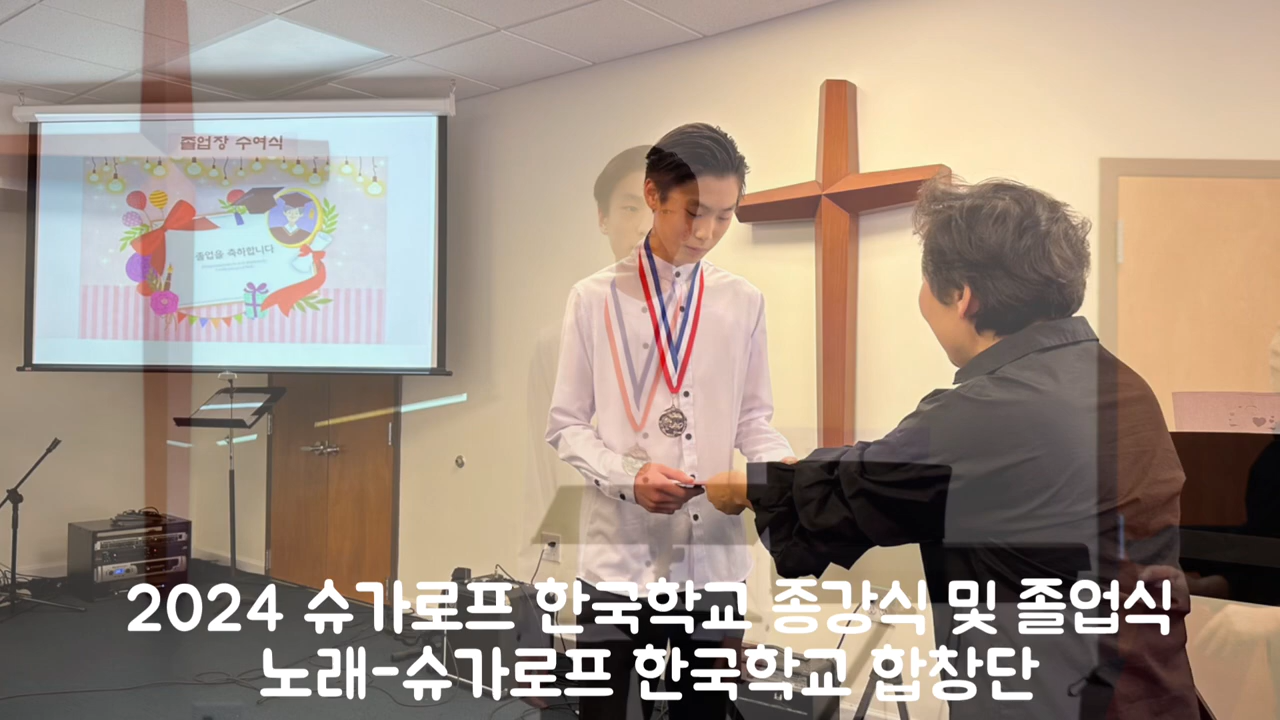 졸업장 수여식
졸업을 축하합니다
2024 슈가로프 한국학교 종강식 및 졸업식
노래-슈가로프 한국학교 합창단